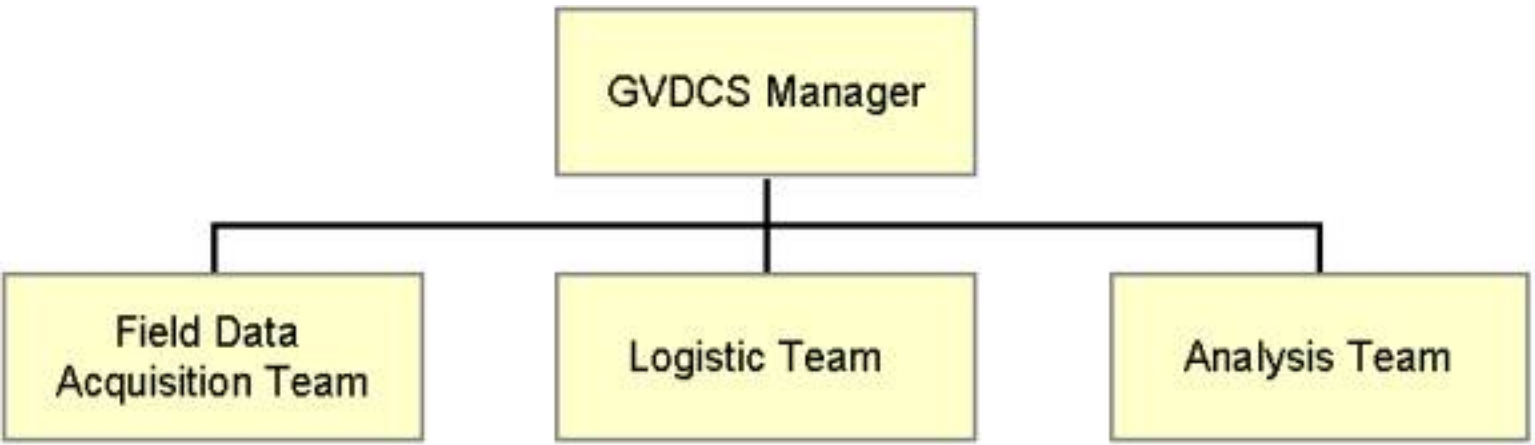 GVDCS Manager
Field Data
Acquisition Team
Logistic Team
Analysis Team